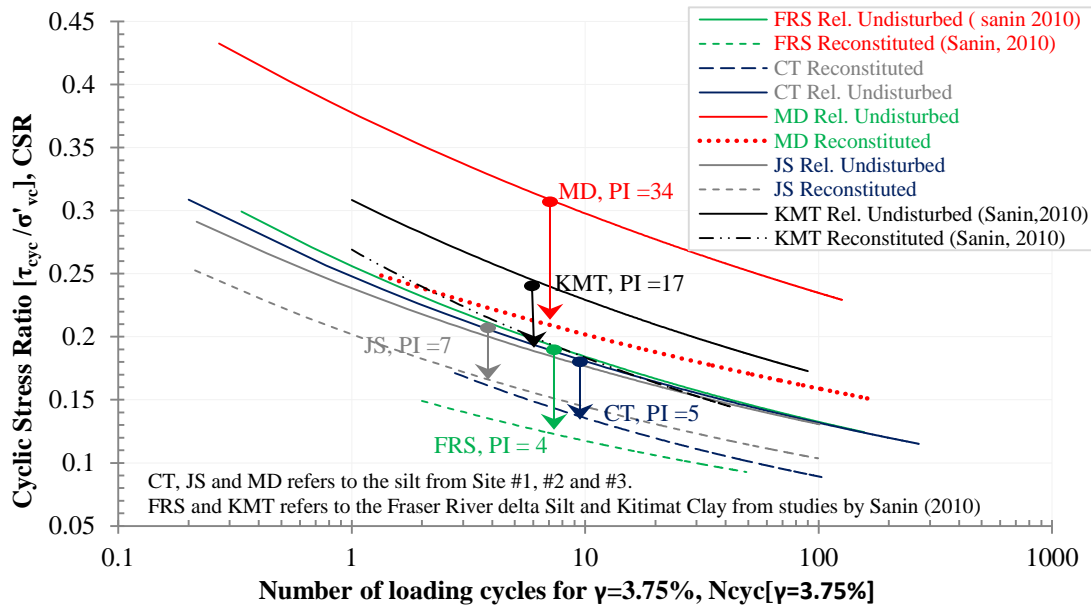 0.45
0.4
0.35
0.3
0.25
0.2
0.15
0.1
0.05
Cyclic Stress Ratio [τcyc/σ'vc], CSR
FRS Rel. Undisturbed ( sanin 2010)
FRS Reconstituted (Sanin, 2010)
CT Reconstituted
CT Rel. Undisturbed
MD Rel. Undisturbed
MD Reconstituted
JS Rel. Undisturbed
JS Reconstituted
KMT Rel. Undisturbed (Sanin,2010)
KMT Reconstituted (Sanin, 2010)
MD, PI =34
KMT, PI =17
JS, PI =7
CT, PI =5
FRS, PI = 4
CT, JS and MD refers to the silt from Site #1, #2 and #3.
FRS and KMT refers to the Fraser River delta Silt and Kitimat Clay from studies by Sanin (2010)
0.1 1 10 100 1000
Number of loading cycles for γ=3.75%, Ncyc[γ=3.75%]